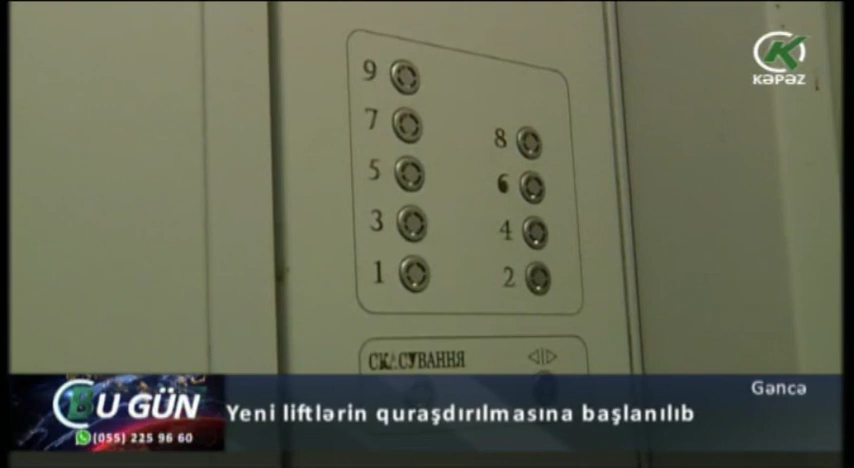 9
7
8
5
6
3
4
1
2
СКАСУВАННЯ
KƏPƏZ
Gəncə
BU GÜN
(055) 225 96 60
Yeni liftlərin quraşdırılmasına başlanılıb